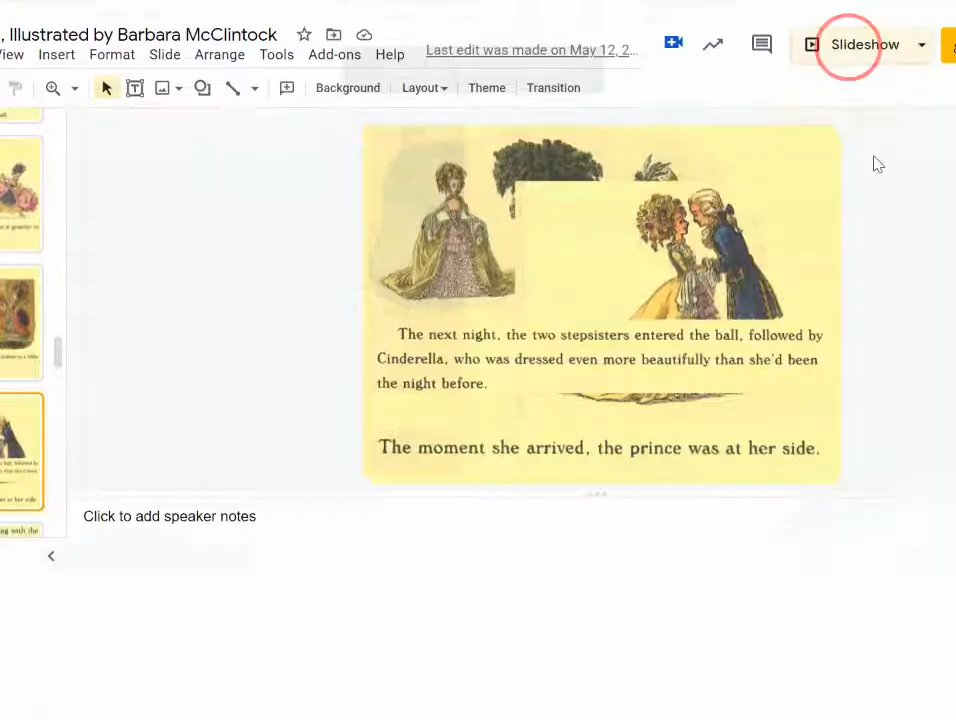 , Illustrated by Barbara McClintock
View Insert Format Slide Arrange Tools Add-ons Help Last edit was made on May 12, 2...
Slideshow
Background Layout Theme Transition
The next night, the two stepsisters entered the ball, followed by
Cinderella, who was dressed even more beautifully than she'd been
the night before.
The moment she arrived, the prince was at her side.
Click to add speaker notes